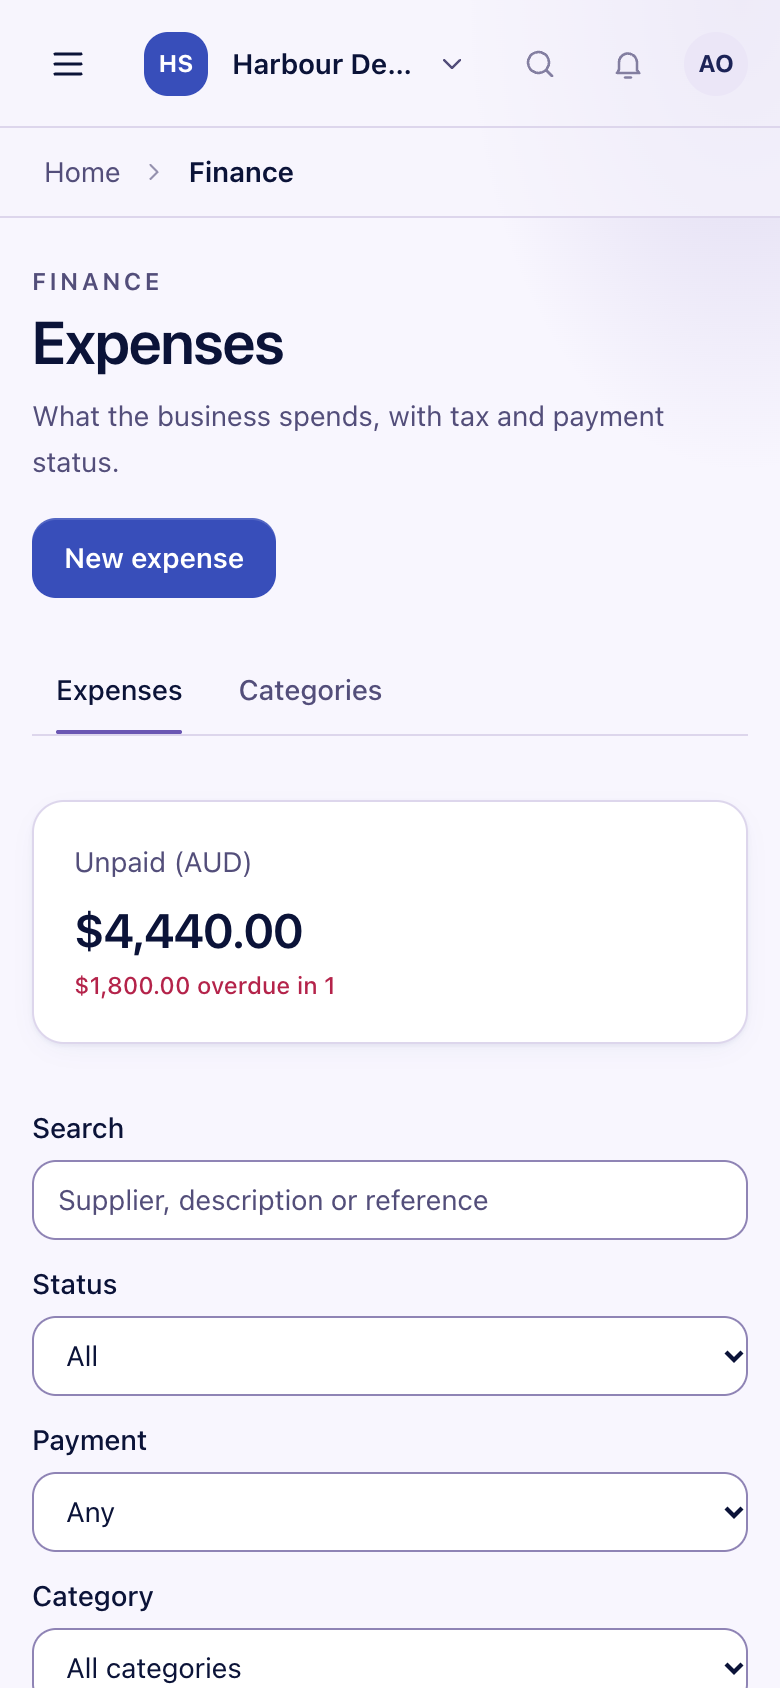 HS Harbour De... AO
Home Finance
FINANCE
Expenses
What the business spends, with tax and payment
status.
New expense
Expenses Categories
Unpaid (AUD)
$4,440.00
$1,800.00 overdue in 1
Search
Supplier, description or reference
Status
All
Payment
Any
Category
All categories